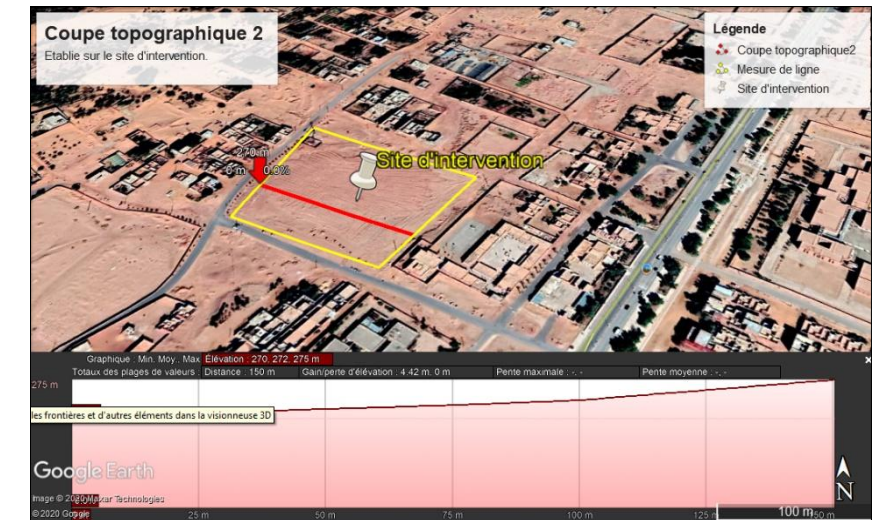 Coupe topographique 2
Etablie sur le site d'intervention.
Légende
Coupe topographique2
Mesure de ligne
Site d'intervention
270 m
0 m 0.0%
Site d'intervention
Graphique : Min. Moy., Max Élévation : 270, 272, 275 m
Totaux des plages de valeurs : Distance : 150 m Gain/perte d'élévation : 4.42 m, 0 m Pente maximale : -, - Pente moyenne : -, -
275 m
les frontières et d'autres éléments dans la visionneuse 3D
Google Earth
Image © 2020 Maxar Technologies
© 2020 Google
25 m 50 m 75 m 100 m 125 m 150 m
N
100 m